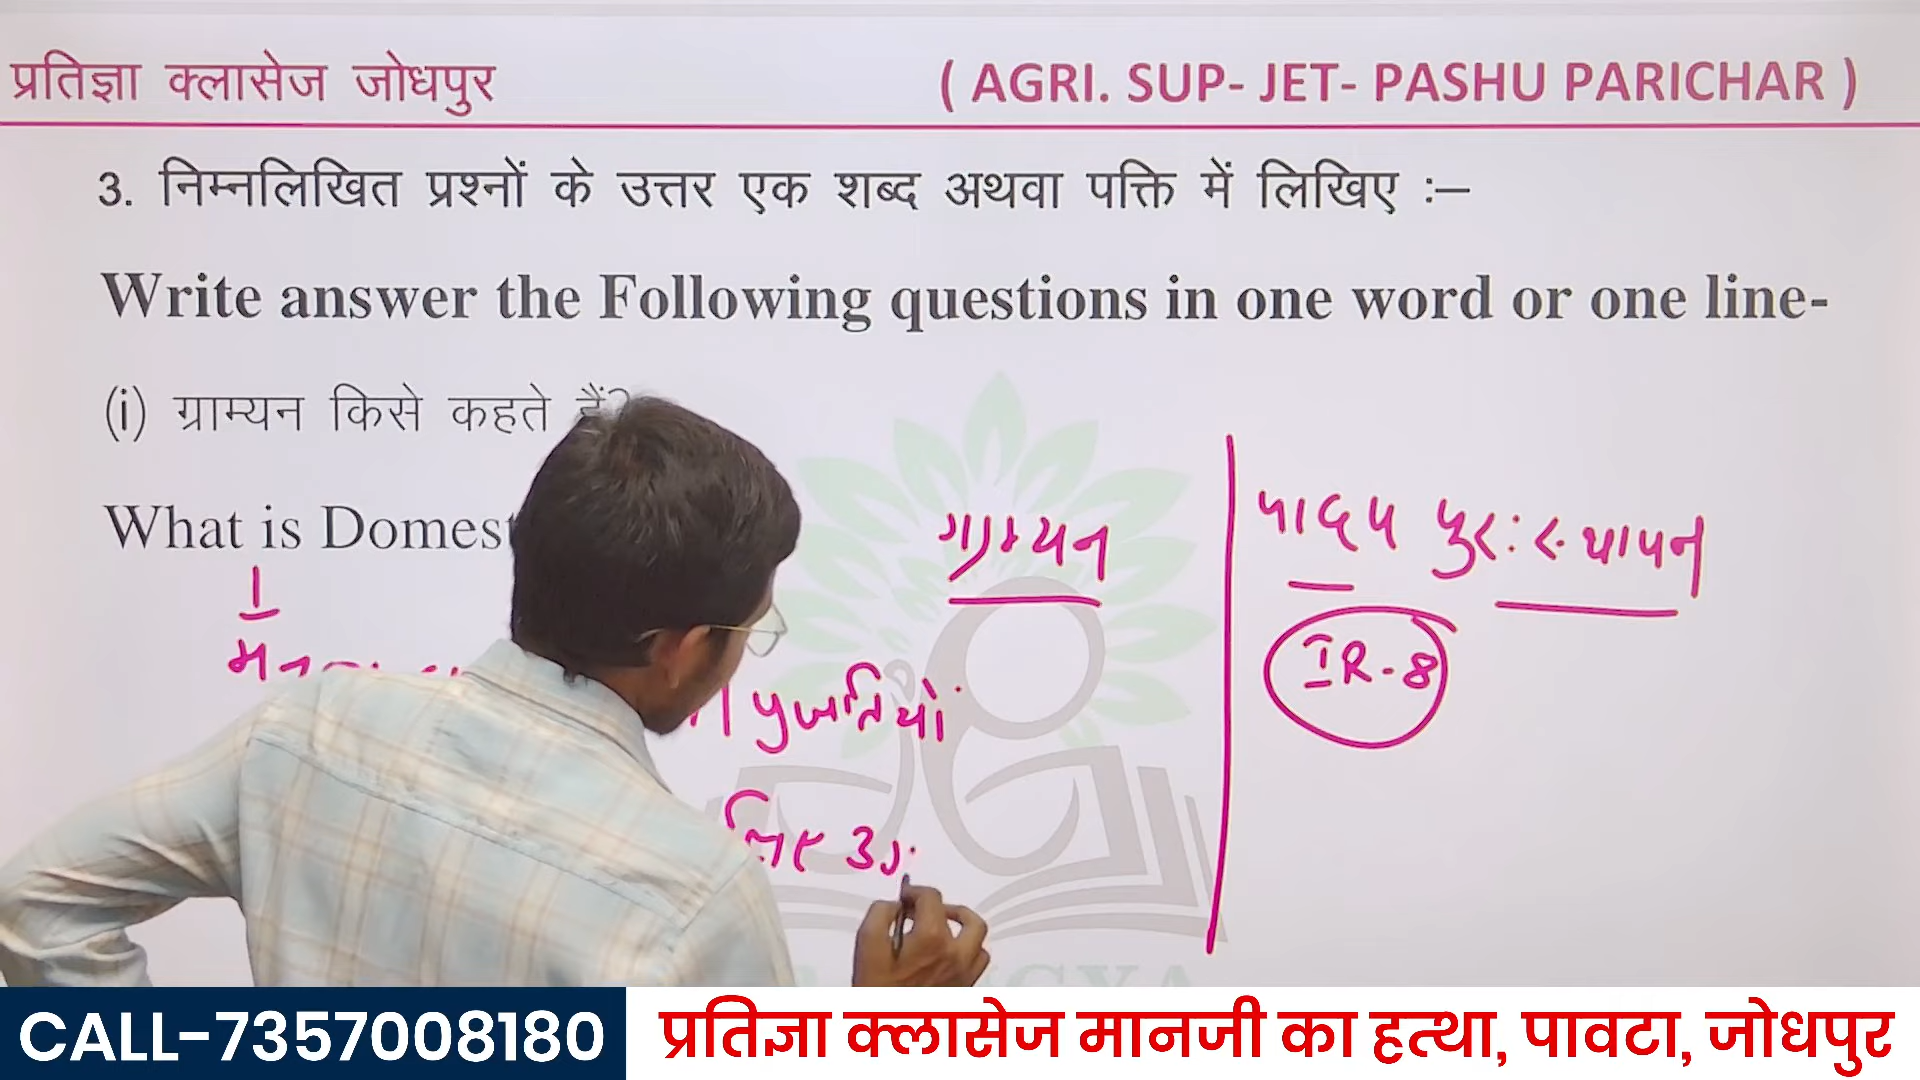 प्रतिज्ञा क्लासेज जोधपुर
( AGRI. SUP- JET- PASHU PARICHAR )
3. निम्नलिखित प्रश्नों के उत्तर एक शब्द अथवा पक्ति में लिखिए :–
Write answer the Following questions in one word or one line-
(i) ग्राम्यन किसे कहते हैं?
What is
ग्राम्यन
पादप पुरःस्थापन
IR-8
प्रजातियों
लिए
CALL-7357008180
प्रतिज्ञा क्लासेज मानजी का हत्था, पावटा, जोधपुर